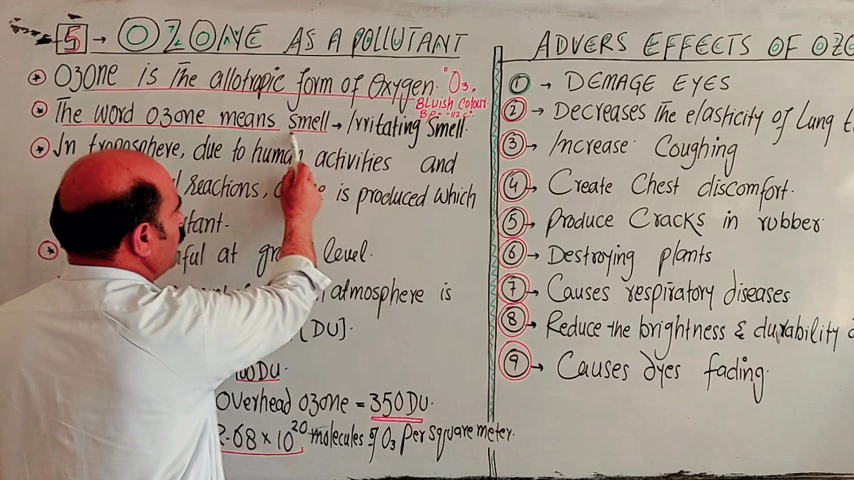 5 → OZONE AS A POLLUTANT
OZONE is The allotropic form of Oxygen. "O3.
Bluish Colour.
B.P= -112 C°.
The word OZONE means smell → Irritating Smell.
In troposphere, due to human activities and
reactions, is produced which
at level.
atmosphere is
[DU].
DU
Overhead OZONE = 350 DU.
2.68 × 10^20 molecules of O3 Per square meter.
ADVERS EFFECTS OF
1 → DEMAGE EYES
2 → Decreases The elasticity of Lung
3 → Increase Coughing
4 → Create Chest discomfort.
5 → Produce Cracks in rubber
6 → Destroying plants
7 → Causes respiratory diseases
8 → Reduce the brightness & durability
9 → Causes dyes fading.